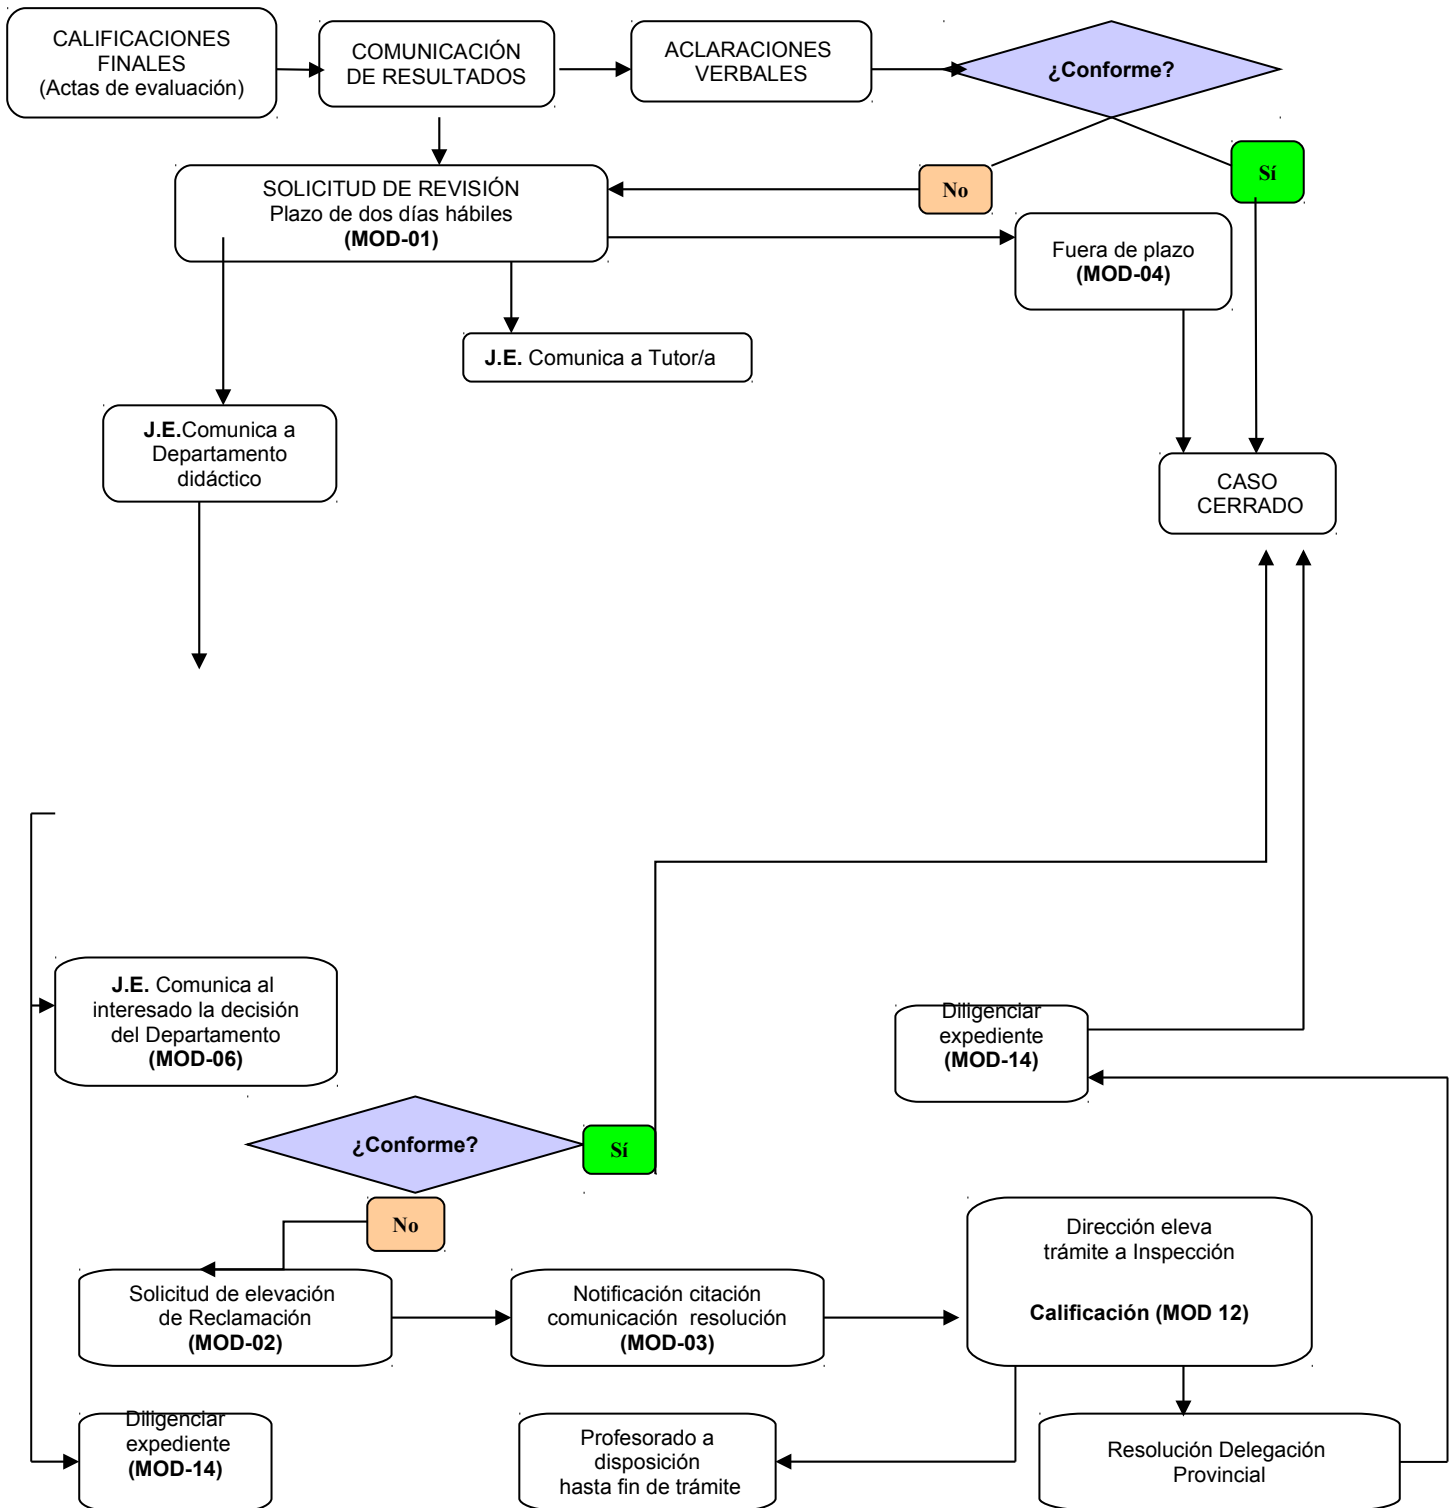 CALIFICACIONES
FINALES
(Actas de evaluación)
COMUNICACIÓN
DE RESULTADOS
ACLARACIONES
VERBALES
¿Conforme?
No
Sí
SOLICITUD DE REVISIÓN
Plazo de dos días hábiles
(MOD-01)
Fuera de plazo
(MOD-04)
J.E. Comunica a Tutor/a
J.E.Comunica a
Departamento
didáctico
CASO
CERRADO
J.E. Comunica al
interesado la decisión
del Departamento
(MOD-06)
Diligenciar
expediente
(MOD-14)
¿Conforme?
Sí
No
Solicitud de elevación
de Reclamación
(MOD-02)
Notificación citación
comunicación resolución
(MOD-03)
Dirección eleva
trámite a Inspección
Calificación (MOD 12)
Diligenciar
expediente
(MOD-14)
Profesorado a
disposición
hasta fin de trámite
Resolución Delegación
Provincial